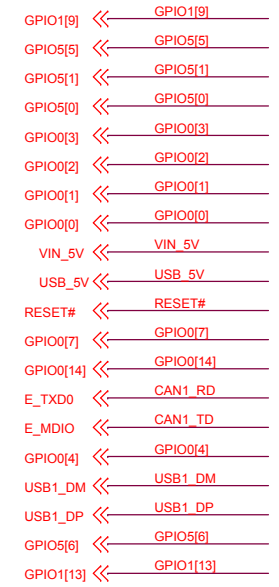 GPIO1[9] GPIO1[9]
GPIO5[5] GPIO5[5]
GPIO5[1] GPIO5[1]
GPIO5[0] GPIO5[0]
GPIO0[3] GPIO0[3]
GPIO0[2] GPIO0[2]
GPIO0[1] GPIO0[1]
GPIO0[0] GPIO0[0]
VIN_5V VIN_5V
USB_5V USB_5V
RESET# RESET#
GPIO0[7] GPIO0[7]
GPIO0[14] GPIO0[14]
E_TXD0 CAN1_RD
E_MDIO CAN1_TD
GPIO0[4] GPIO0[4]
USB1_DM USB1_DM
USB1_DP USB1_DP
GPIO5[6] GPIO5[6]
GPIO1[13] GPIO1[13]